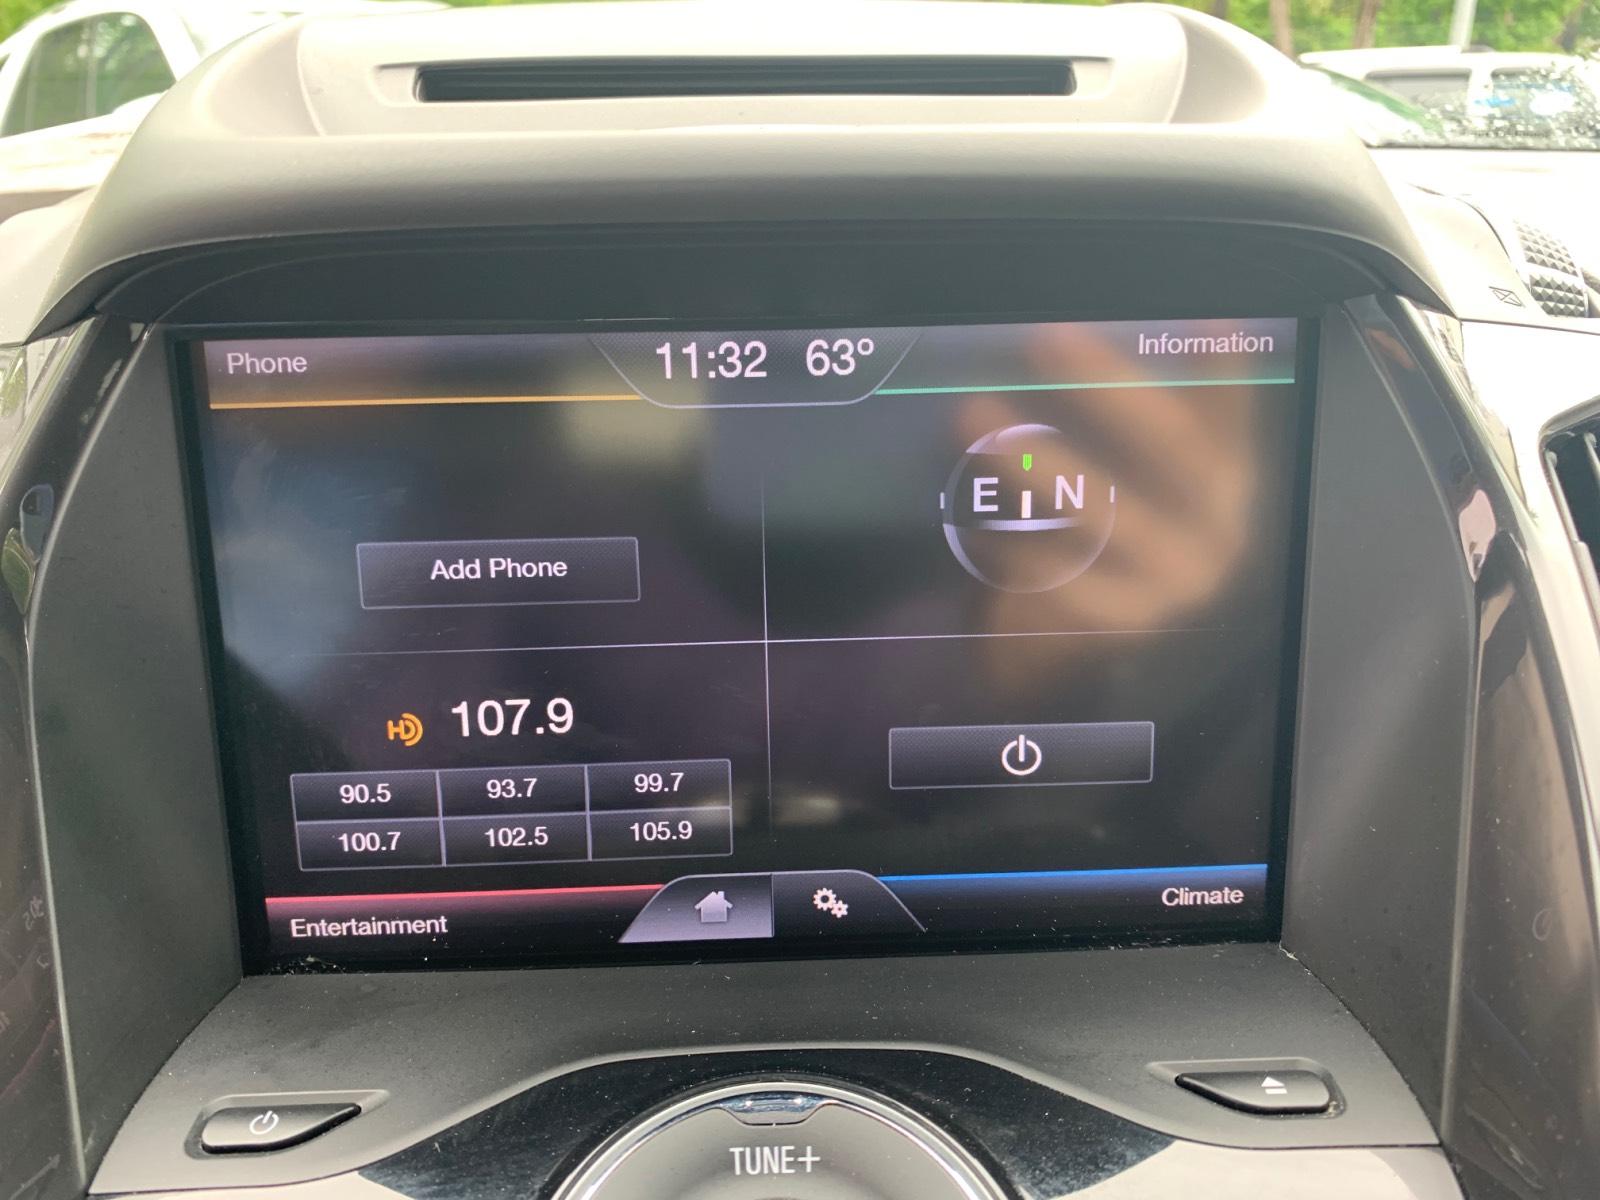 Phone
11:32 63°
Information
E N
Add Phone
HD 107.9
90.5 93.7 99.7
100.7 102.5 105.9
Entertainment
Climate
TUNE+